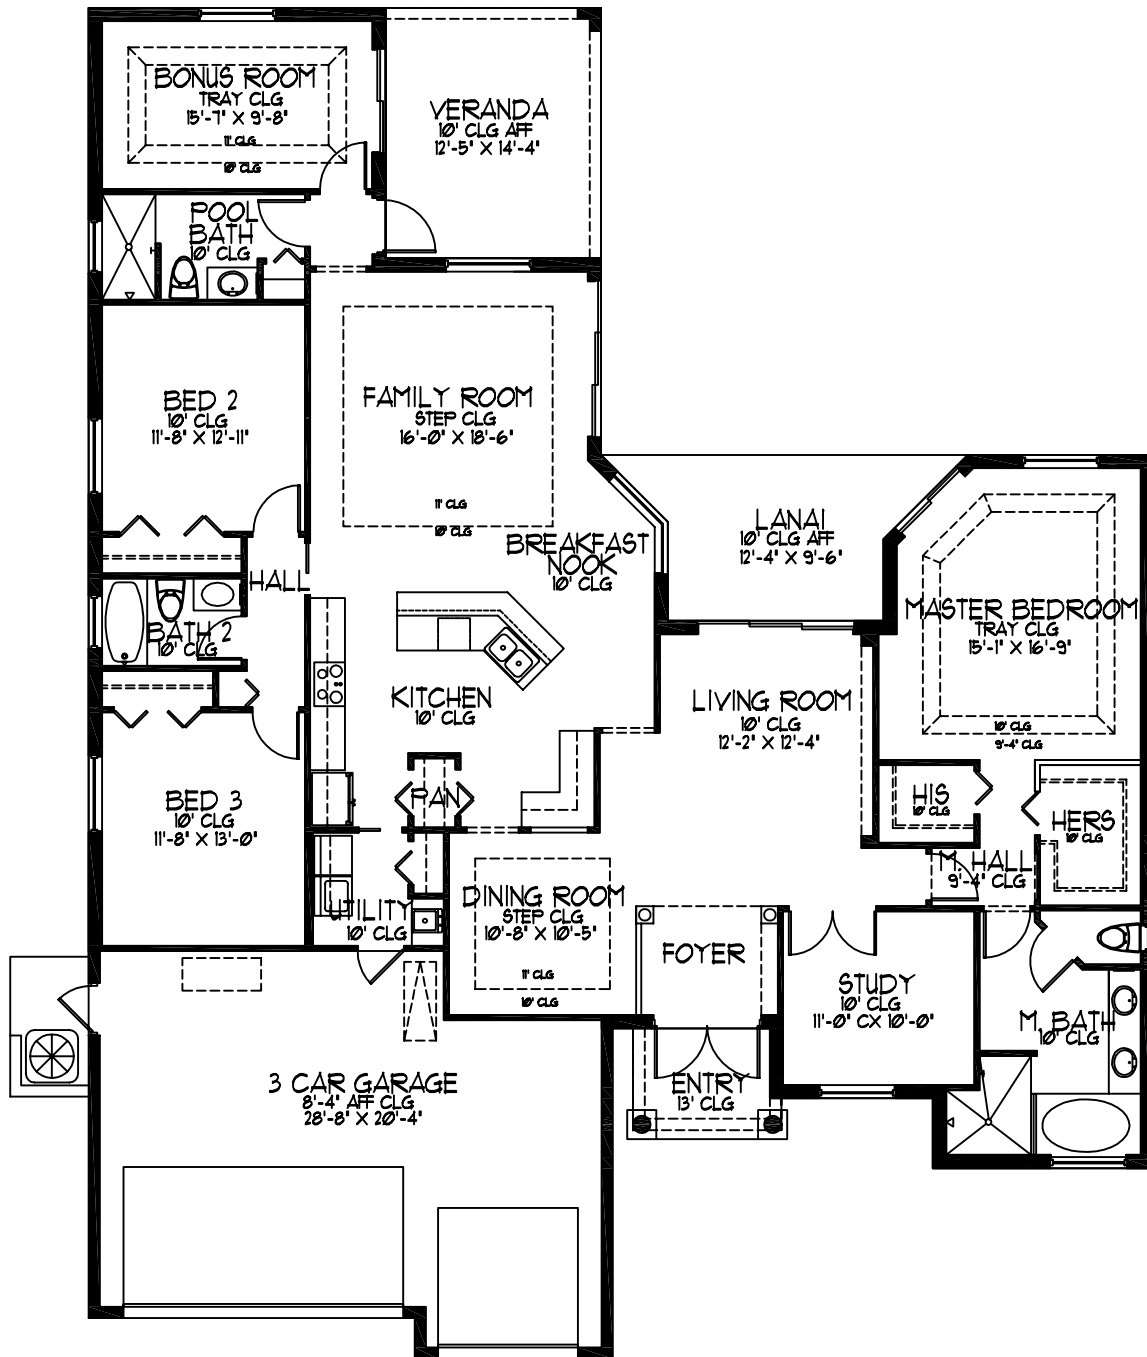 BONUS ROOM
TRAY CLG
15'-7" X 9'-8"
11' CLG
10' CLG
VERANDA
10' CLG AFF
12'-5" X 14'-4"
POOL
BATH
10' CLG
BED 2
10' CLG
11'-8" X 12'-11"
FAMILY ROOM
STEP CLG
16'-0" X 18'-6"
11' CLG
10' CLG
BREAKFAST
NOOK
10' CLG
LANAI
10' CLG AFF
12'-4" X 9'-6"
HALL
BATH 2
10' CLG
MASTER BEDROOM
TRAY CLG
15'-1" X 16'-9"
10' CLG
9'-4" CLG
KITCHEN
10' CLG
LIVING ROOM
10' CLG
12'-2" X 12'-4"
BED 3
10' CLG
11'-8" X 13'-0"
PAN
HIS
10' CLG
HERS
10' CLG
M. HALL
9'-4" CLG
UTILITY
10' CLG
DINING ROOM
STEP CLG
10'-8" X 10'-5"
11' CLG
10' CLG
FOYER
STUDY
10' CLG
11'-0" CX 10'-0"
M. BATH
10' CLG
3 CAR GARAGE
8'-4" AFF CLG
28'-8" X 20'-4"
ENTRY
13' CLG